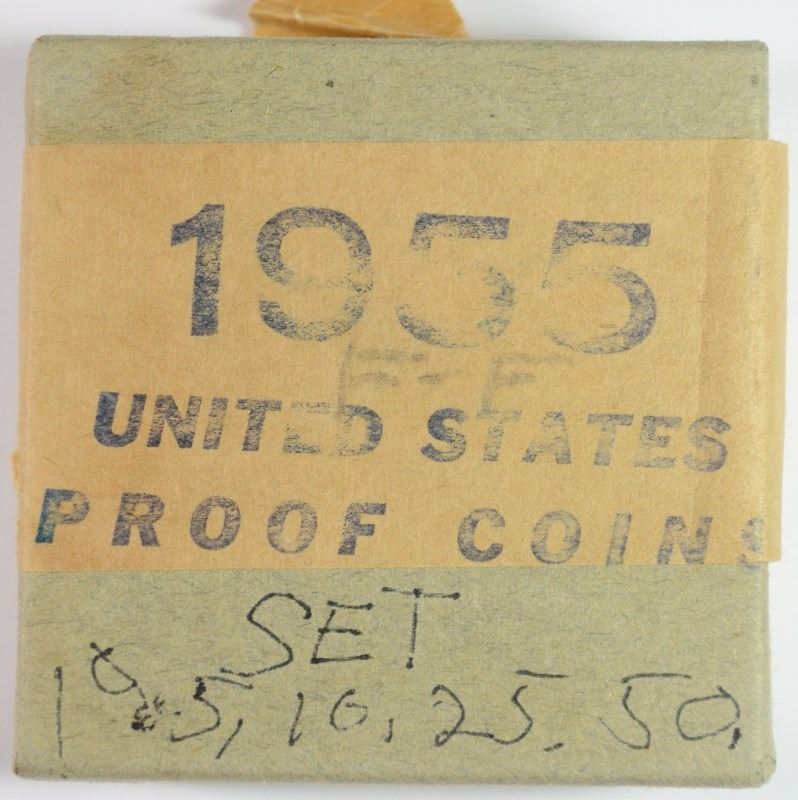 1955
E-E
UNITED STATES
PROOF COINS
SET
1¢ 5, 10, 25. 50,